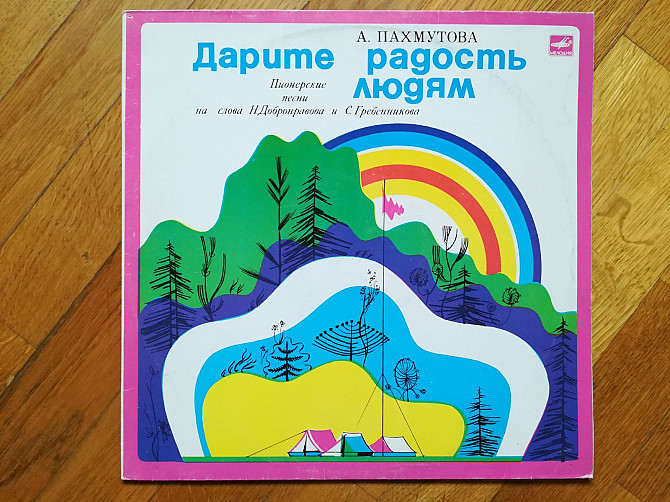 А. ПАХМУТОВА
Дарите радость
людям
Пионерские
песни
на слова Н.Добронравова и С.Гребенникова
МЕЛОДИЯ